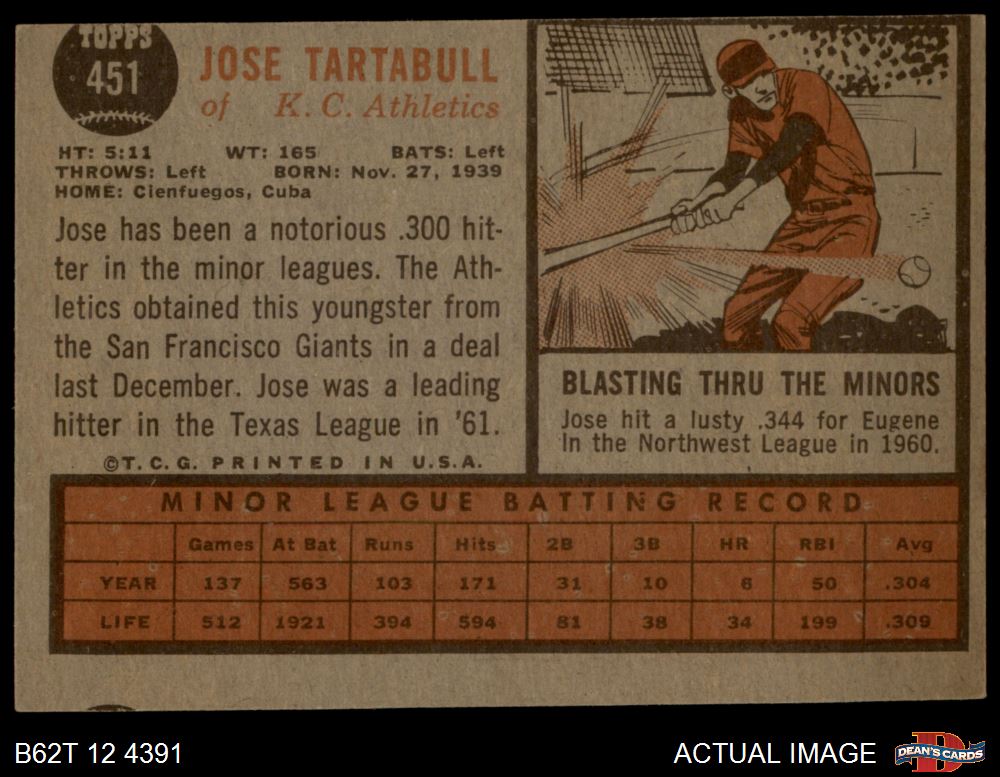 TOPPS
451
JOSE TARTABULL
of K. C. Athletics
HT: 5:11 WT: 165 BATS: Left
THROWS: Left BORN: Nov. 27, 1939
HOME: Cienfuegos, Cuba
Jose has been a notorious .300 hit-
ter in the minor leagues. The Ath-
letics obtained this youngster from
the San Francisco Giants in a deal
last December. Jose was a leading
hitter in the Texas League in '61.
©T. C. G. PRINTED IN U.S.A.
BLASTING THRU THE MINORS
Jose hit a lusty .344 for Eugene
In the Northwest League in 1960.
MINOR LEAGUE BATTING RECORD
Games At Bat Runs Hits 2B 3B HR RBI Avg
YEAR 137 563 103 171 31 10 6 50 .304
LIFE 512 1921 394 594 81 38 34 199 .309
B62T 12 4391 ACTUAL IMAGE D DEAN'S CARDS